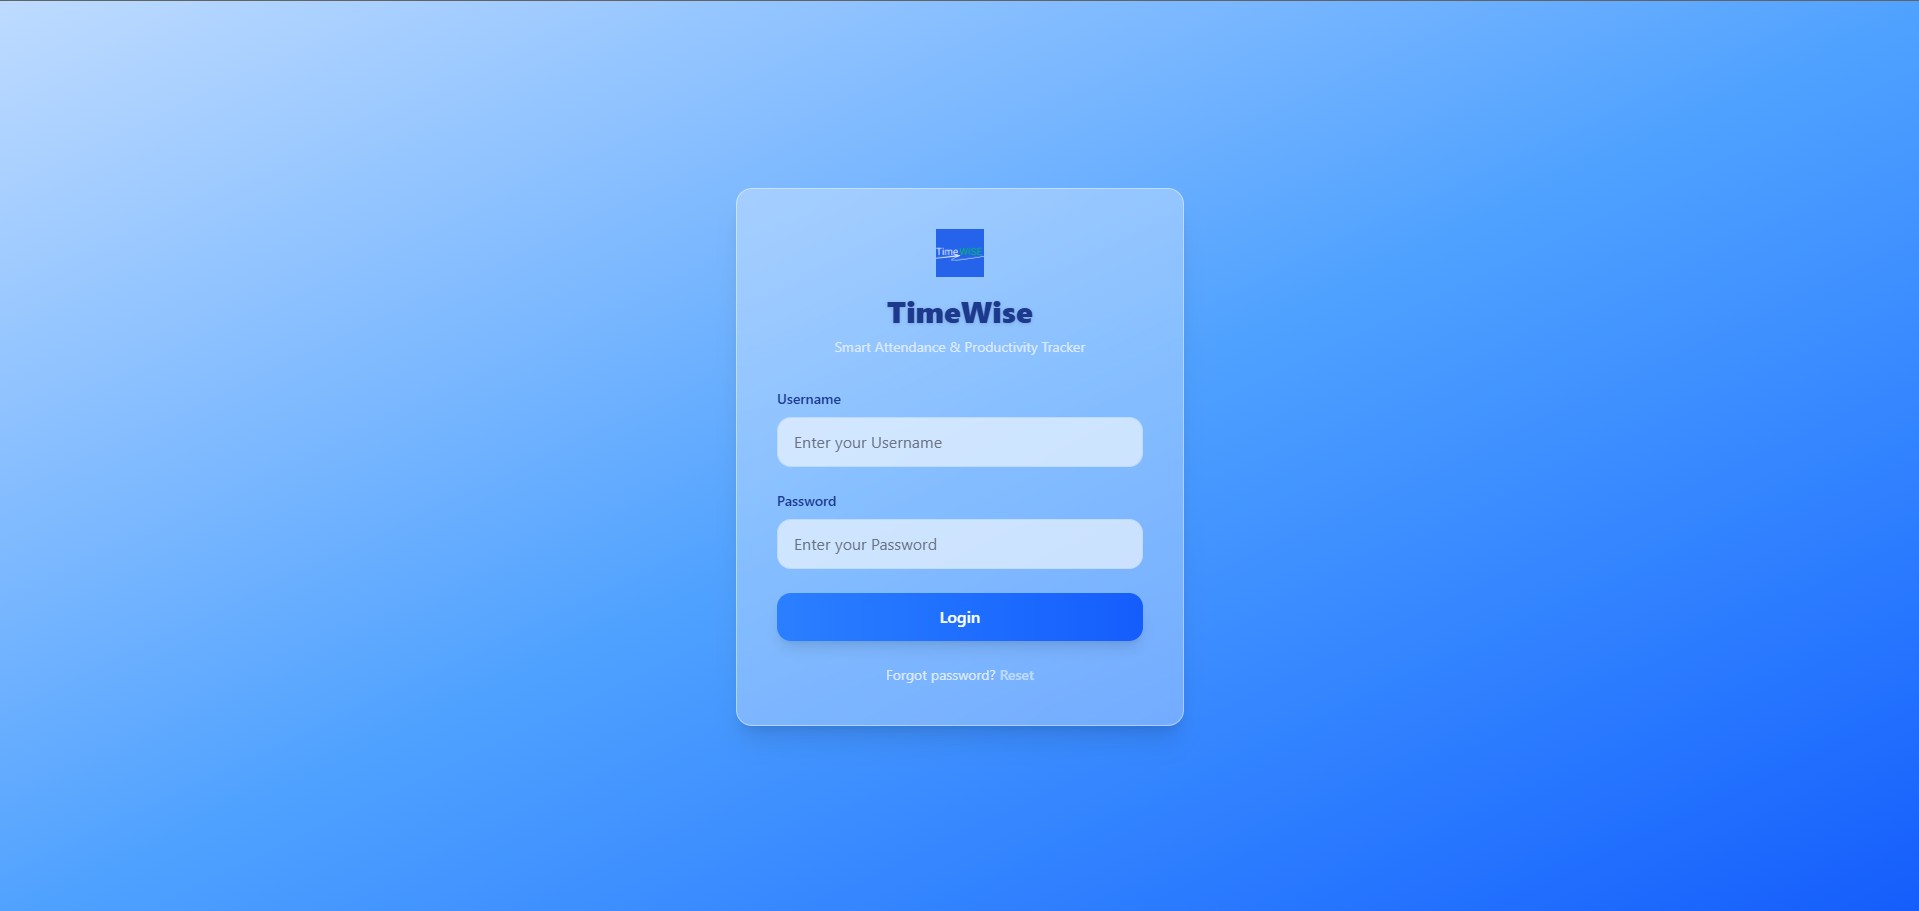 TimeWISE
TimeWise
Smart Attendance & Productivity Tracker
Username
Enter your Username
Password
Enter your Password
Login
Forgot password? Reset